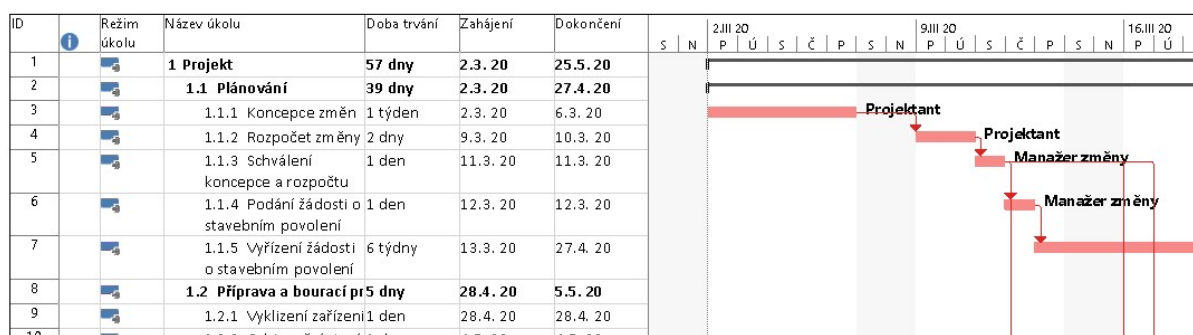 ID Režim úkolu Název úkolu Doba trvání Zahájení Dokončení
2.III 20 9.III 20 16.III 20
S N P Ú S Č P S N P Ú S Č P S N P Ú
1 1 Projekt 57 dny 2.3. 20 25.5. 20
2 1.1 Plánování 39 dny 2.3. 20 27.4. 20
3 1.1.1 Koncepce změn 1 týden 2.3. 20 6.3. 20 Projektant
4 1.1.2 Rozpočet změny 2 dny 9.3. 20 10.3. 20 Projektant
5 1.1.3 Schválení 1 den 11.3. 20 11.3. 20 Manažer změny
koncepce a rozpočtu
6 1.1.4 Podání žádosti o 1 den 12.3. 20 12.3. 20 Manažer změny
stavebním povolení
7 1.1.5 Vyřízení žádosti 6 týdny 13.3. 20 27.4. 20
o stavebním povolení
8 1.2 Příprava a bourací pr 5 dny 28.4. 20 5.5. 20
9 1.2.1 Vyklizení zařízeni 1 den 28.4. 20 28.4. 20